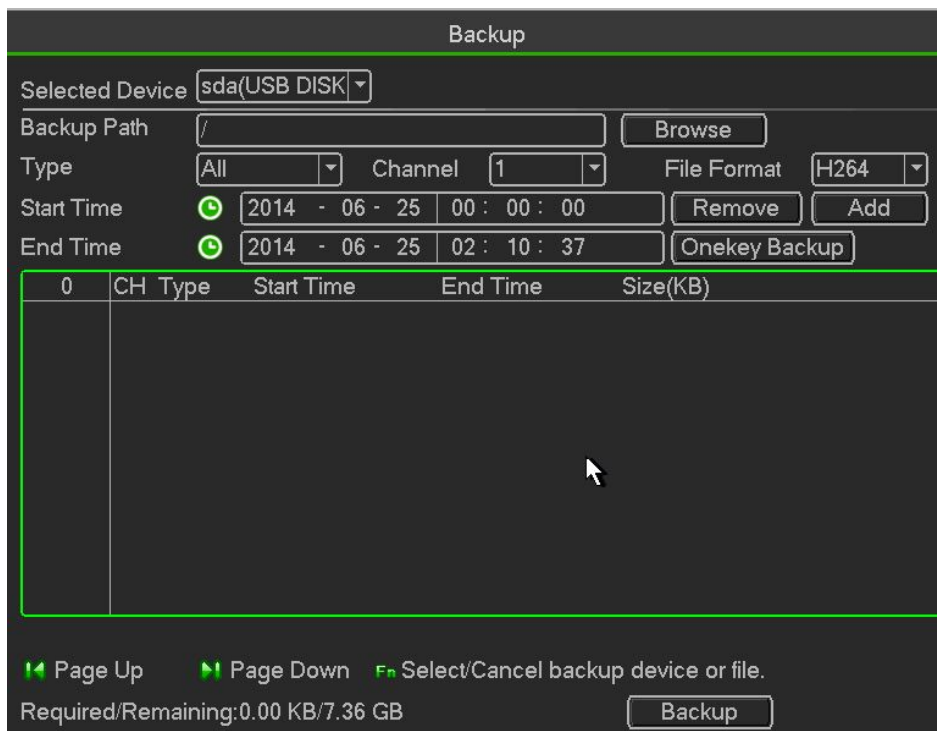 Backup
Selected Device sda(USB DISK
Backup Path / Browse
Type All Channel 1 File Format H264
Start Time 2014 - 06 - 25 00 : 00 : 00 Remove Add
End Time 2014 - 06 - 25 02 : 10 : 37 Onekey Backup
0 CH Type Start Time End Time Size(KB)
Page Up Page Down Fn Select/Cancel backup device or file.
Required/Remaining:0.00 KB/7.36 GB Backup